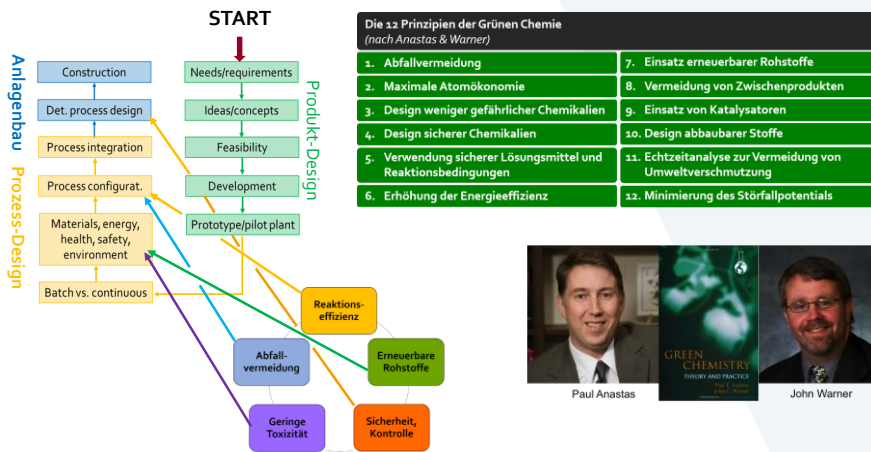 START
Anlagenbau
Prozess-Design
Construction
Det. process design
Process integration
Process configurat.
Materials, energy,
health, safety,
environment
Batch vs. continuous
Needs/requirements
Ideas/concepts
Feasibility
Development
Prototype/pilot plant
Produkt-Design
Reaktions-
effizienz
Abfall-
vermeidung
Erneuerbare
Rohstoffe
Geringe
Toxizität
Sicherheit,
Kontrolle
Die 12 Prinzipien der Grünen Chemie
(nach Anastas & Warner)
1. Abfallvermeidung
2. Maximale Atomökonomie
3. Design weniger gefährlicher Chemikalien
4. Design sicherer Chemikalien
5. Verwendung sicherer Lösungsmittel und
Reaktionsbedingungen
6. Erhöhung der Energieeffizienz
7. Einsatz erneuerbarer Rohstoffe
8. Vermeidung von Zwischenprodukten
9. Einsatz von Katalysatoren
10. Design abbaubarer Stoffe
11. Echtzeitanalyse zur Vermeidung von
Umweltverschmutzung
12. Minimierung des Störfallpotentials
GREEN
CHEMISTRY
THEORY AND PRACTICE
Paul Anastas
John Warner